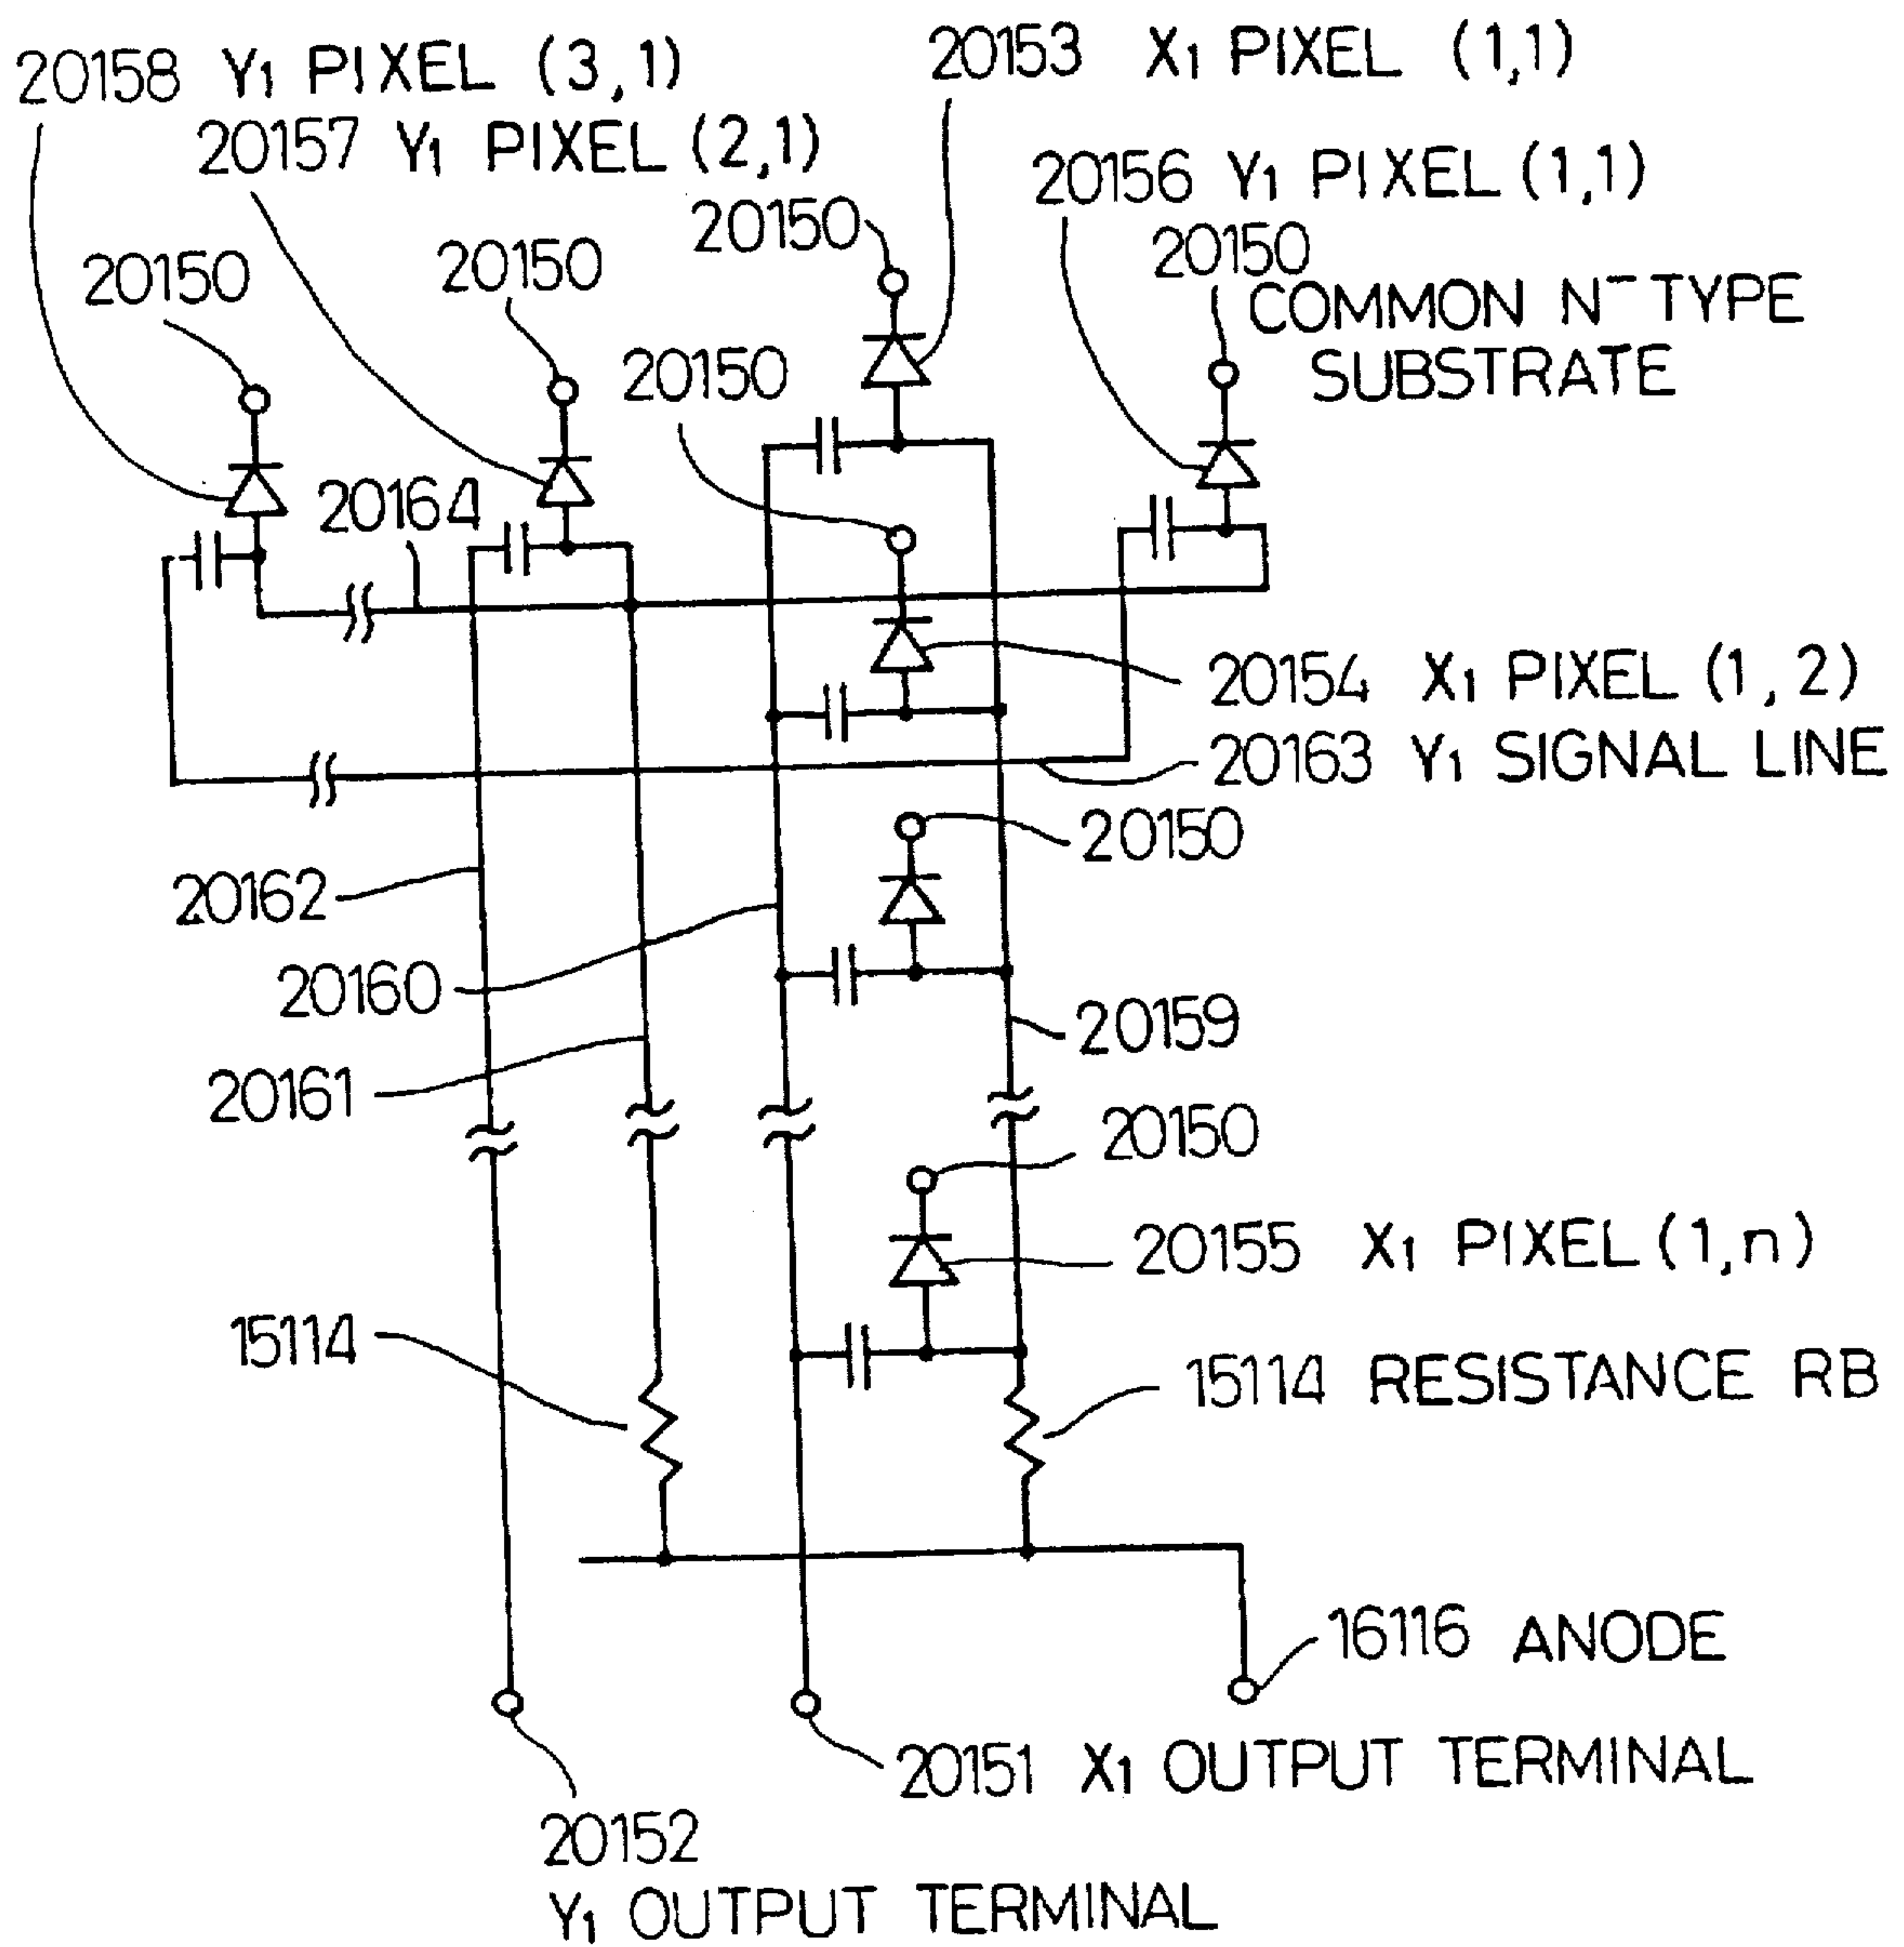 20158 Y1 PIXEL (3,1)
20153 X1 PIXEL (1,1)
20157 Y1 PIXEL (2,1)
20156 Y1 PIXEL (1,1)
20150
20150
20150
20150
COMMON N⁻ TYPE
SUBSTRATE
20150
20164
20154 X1 PIXEL (1,2)
20163 Y1 SIGNAL LINE
20150
20162
20160
20159
20161
20150
20155 X1 PIXEL (1,n)
15114
15114 RESISTANCE RB
16116 ANODE
20151 X1 OUTPUT TERMINAL
20152
Y1 OUTPUT TERMINAL